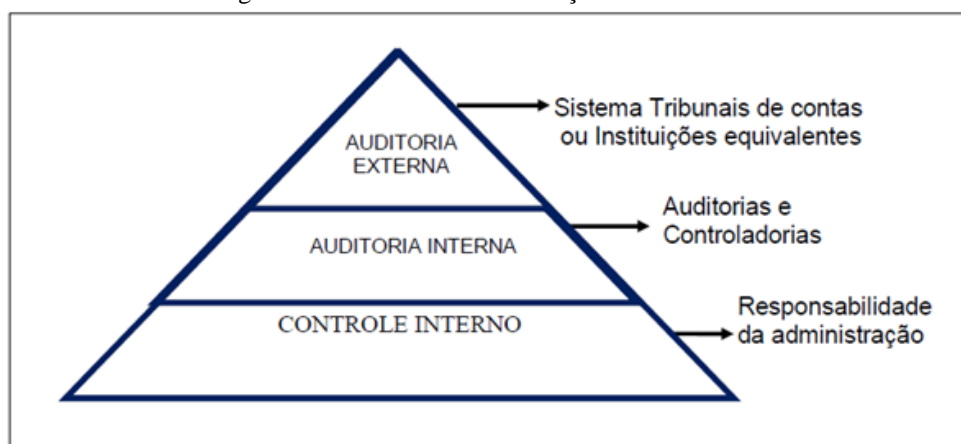 AUDITORIA
EXTERNA
Sistema Tribunais de contas
ou Instituições equivalentes
AUDITORIA INTERNA
Auditorias e
Controladorias
CONTROLE INTERNO
Responsabilidade
da administração